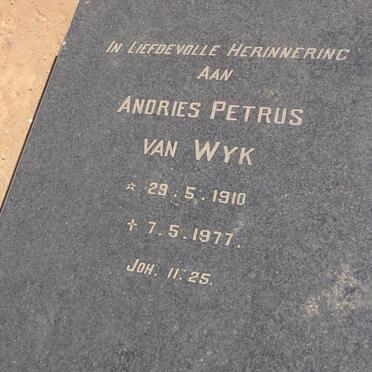 In Liefdevolle Herinnering
Aan
Andries Petrus
van Wyk
☆ 29.5.1910
✝ 7.5.1977.
Joh. 11.25.